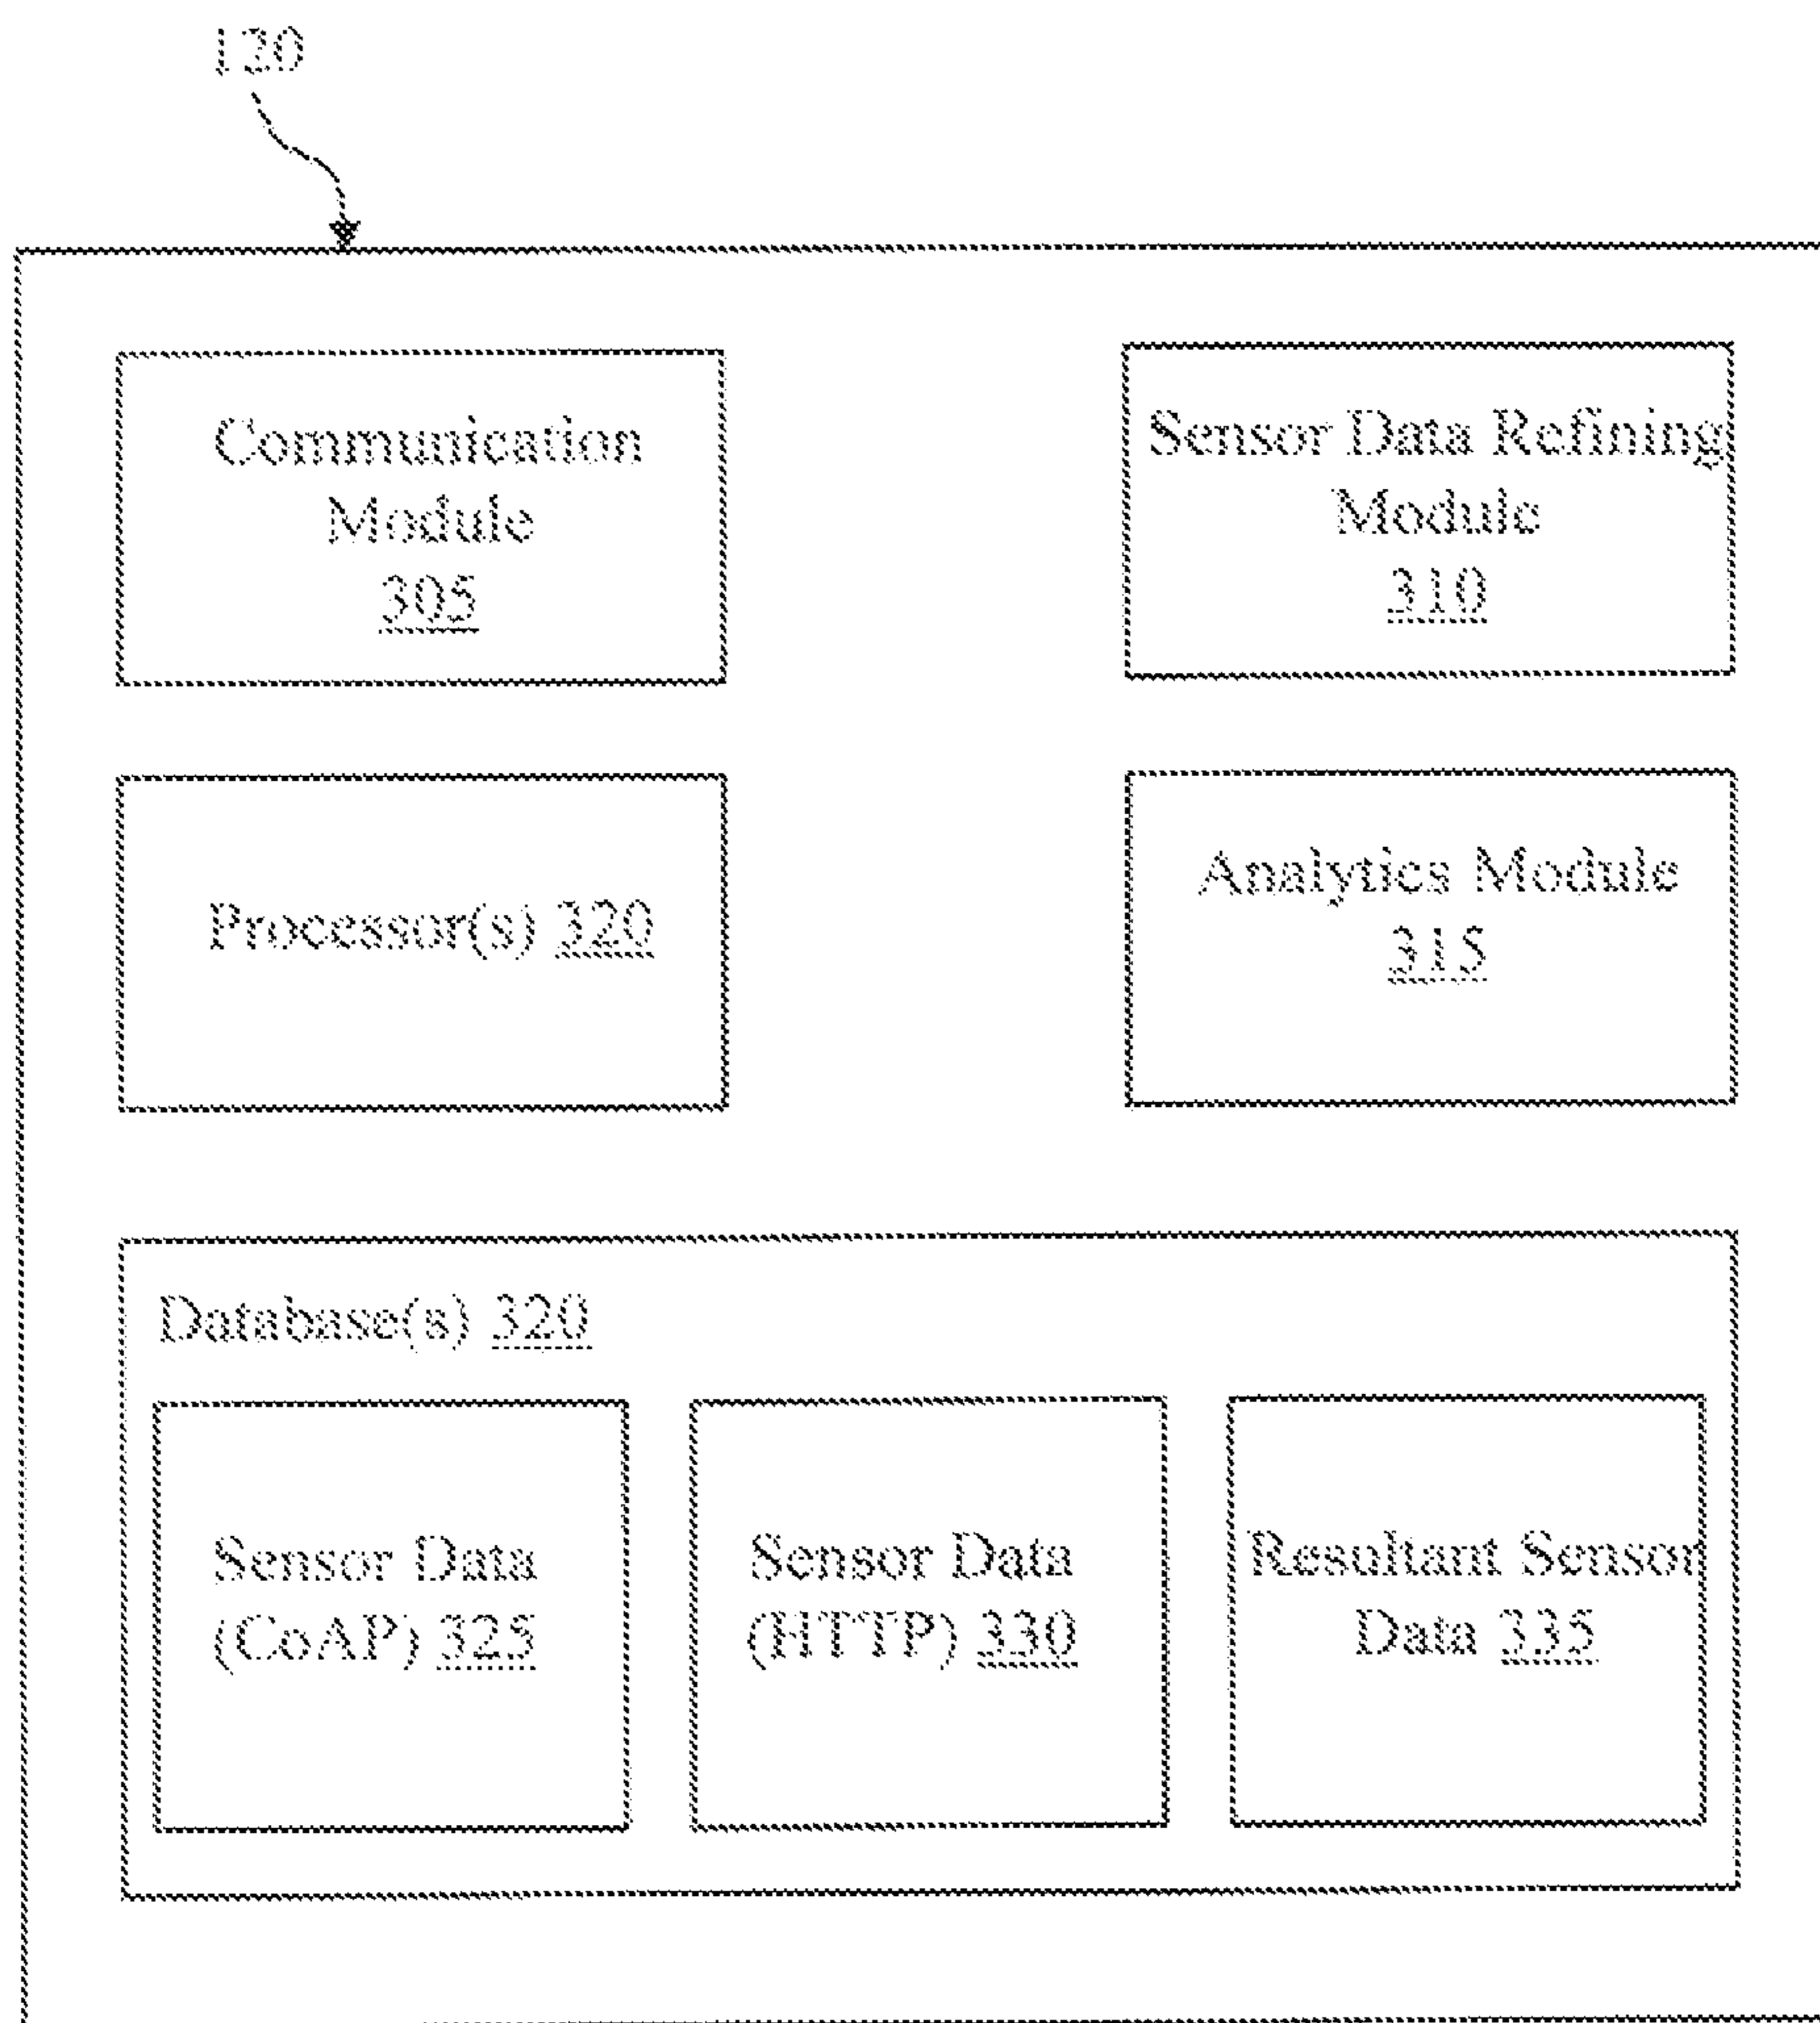 120
Communication
Module
305
Sensor Data Refining
Module
310
Processor(s) 320
Analytics Module
315
Database(s) 320
Sensor Data
(CoAP) 325
Sensor Data
(HTTP) 330
Resultant Sensor
Data 335